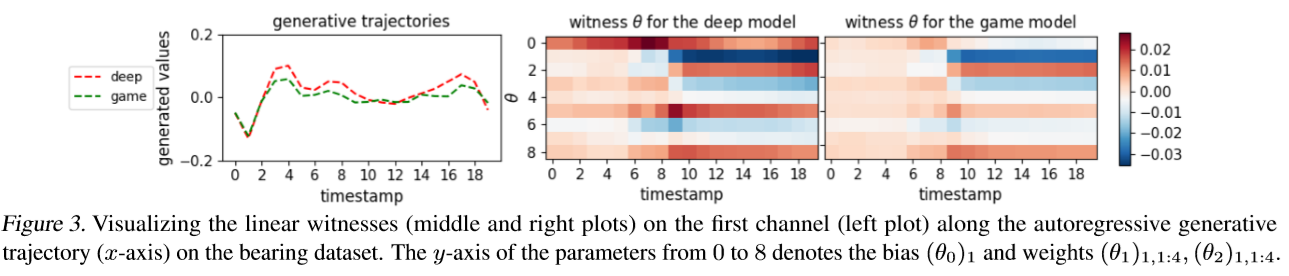 generative trajectories
witness θ for the deep model
witness θ for the game model
deep
game
generated values
0.2
0.0
−0.2
0 2 4 6 8 10 12 14 16 18
timestamp
θ
0
2
4
6
8
0 2 4 6 8 10 12 14 16 18
timestamp
0 2 4 6 8 10 12 14 16 18
timestamp
0.02
0.01
0.00
−0.01
−0.02
−0.03
Figure 3. Visualizing the linear witnesses (middle and right plots) on the first channel (left plot) along the autoregressive generative
trajectory (x-axis) on the bearing dataset. The y-axis of the parameters from 0 to 8 denotes the bias (θ₀)₁ and weights (θ₁)₁,₁:₄, (θ₂)₁,₁:₄.